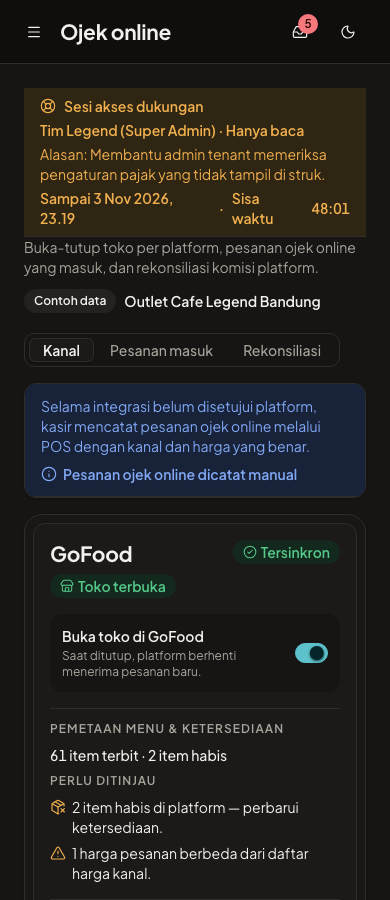 Ojek online
5
Sesi akses dukungan
Tim Legend (Super Admin) · Hanya baca
Alasan: Membantu admin tenant memeriksa
pengaturan pajak yang tidak tampil di struk.
Sampai 3 Nov 2026, 23.19 · Sisa waktu 48:01
Buka-tutup toko per platform, pesanan ojek online
yang masuk, dan rekonsiliasi komisi platform.
Contoh data Outlet Cafe Legend Bandung
Kanal Pesanan masuk Rekonsiliasi
Selama integrasi belum disetujui platform,
kasir mencatat pesanan ojek online melalui
POS dengan kanal dan harga yang benar.
Pesanan ojek online dicatat manual
GoFood Tersinkron
Toko terbuka
Buka toko di GoFood
Saat ditutup, platform berhenti
menerima pesanan baru.
PEMETAAN MENU & KETERSEDIAAN
61 item terbit · 2 item habis
PERLU DITINJAU
2 item habis di platform — perbarui
ketersediaan.
1 harga pesanan berbeda dari daftar
harga kanal.